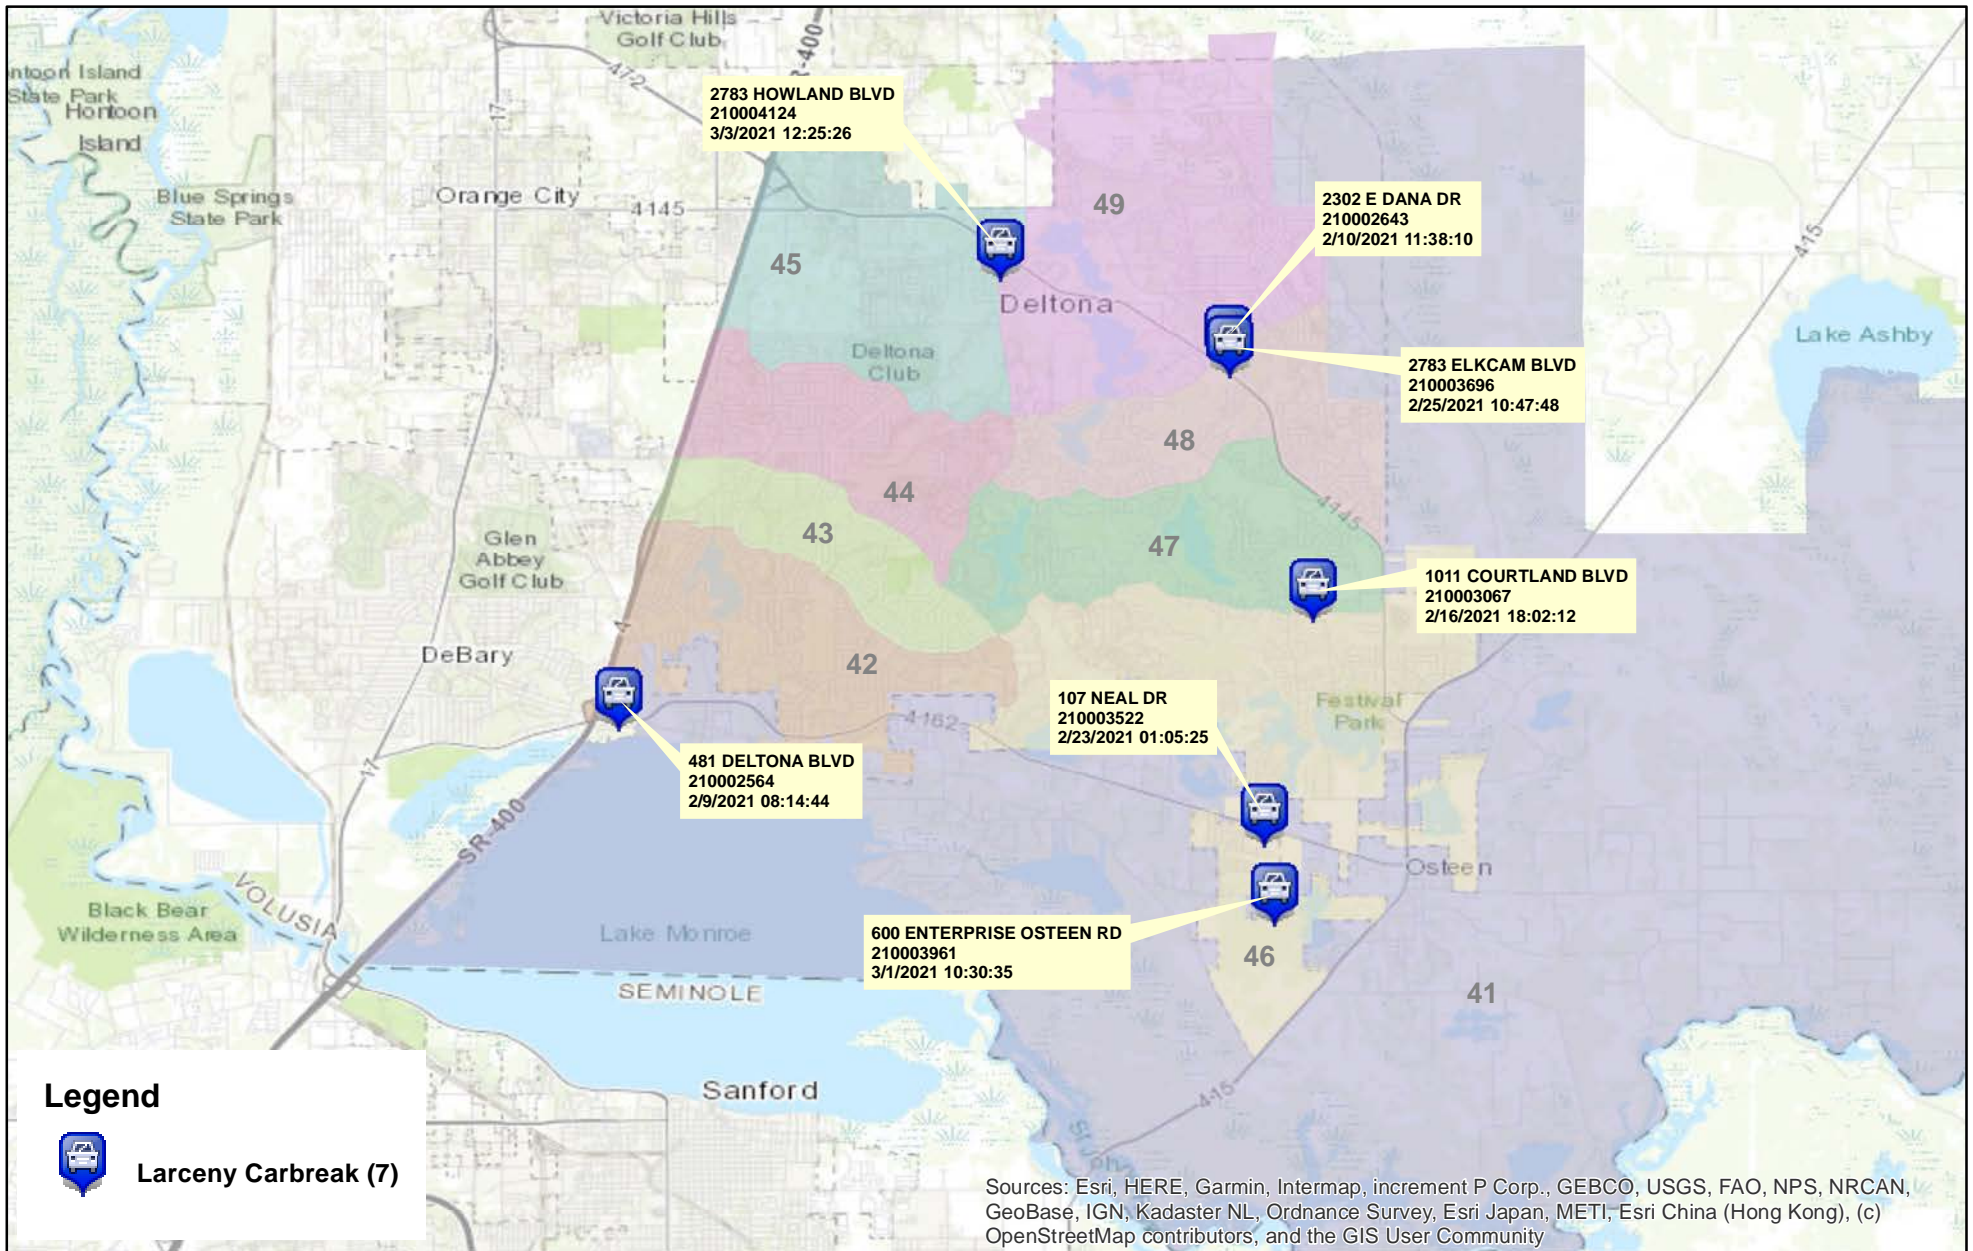 Victoria Hills
Golf Club
R-400
472
17
ntoon Island
State Park
Hontoon
Island
2783 HOWLAND BLVD
210004124
3/3/2021 12:25:26
Blue Springs
State Park
Orange City
4145
49
2302 E DANA DR
210002643
2/10/2021 11:38:10
415
45
Deltona
Lake Ashby
Deltona
Club
2783 ELKCAM BLVD
210003696
2/25/2021 10:47:48
48
44
4145
43
47
Glen
Abbey
Golf Club
1011 COURTLAND BLVD
210003067
2/16/2021 18:02:12
4
DeBary
42
107 NEAL DR
210003522
2/23/2021 01:05:25
Festival
Park
4162
17
481 DELTONA BLVD
210002564
2/9/2021 08:14:44
SR-400
Osteen
VOLUSIA
Black Bear
Wilderness Area
Lake Monroe
600 ENTERPRISE OSTEEN RD
210003961
3/1/2021 10:30:35
46
41
SEMINOLE
Sanford
415
Legend
Larceny Carbreak (7)
Sources: Esri, HERE, Garmin, Intermap, increment P Corp., GEBCO, USGS, FAO, NPS, NRCAN,
GeoBase, IGN, Kadaster NL, Ordnance Survey, Esri Japan, METI, Esri China (Hong Kong), (c)
OpenStreetMap contributors, and the GIS User Community